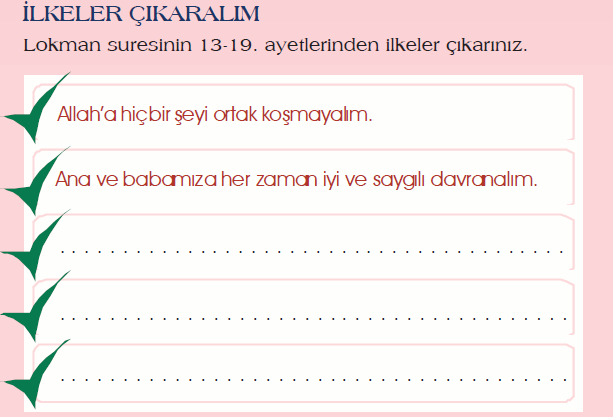 İLKELER ÇIKARALIM
Lokman suresinin 13-19. ayetlerinden ilkeler çıkarınız.
Allah'a hiçbir şeyi ortak koşmayalım.
Ana ve babamıza her zaman iyi ve saygılı davranalım.
. . . . . . . . . . . . . . . . . . . . . . . . . . . . . . . . . . . . . . . . .
. . . . . . . . . . . . . . . . . . . . . . . . . . . . . . . . . . . . . . . . .
. . . . . . . . . . . . . . . . . . . . . . . . . . . . . . . . . . . . . . . . .